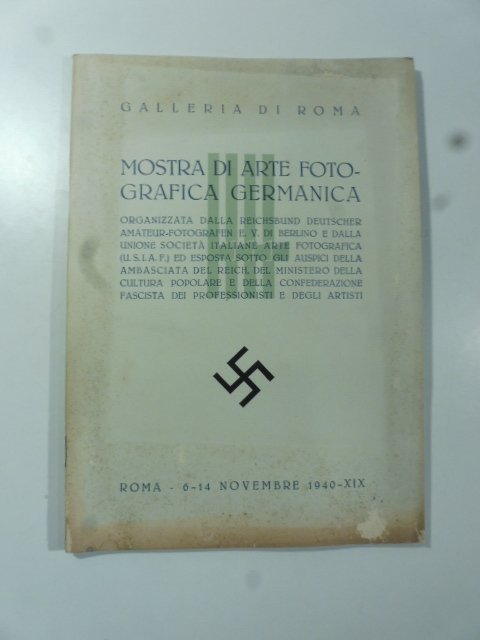 GALLERIA DI ROMA
MOSTRA DI ARTE FOTO-
GRAFICA GERMANICA
ORGANIZZATA DALLA REICHSBUND DEUTSCHER
AMATEUR-FOTOGRAFEN E. V. DI BERLINO E DALLA
UNIONE SOCIETÀ ITALIANE ARTE FOTOGRAFICA
(U.S.I.A.F.) ED ESPOSTA SOTTO GLI AUSPICI DELLA
AMBASCIATA DEL REICH, DEL MINISTERO DELLA
CULTURA POPOLARE E DELLA CONFEDERAZIONE
FASCISTA DEI PROFESSIONISTI E DEGLI ARTISTI
ROMA - 6-14 NOVEMBRE 1940-XIX